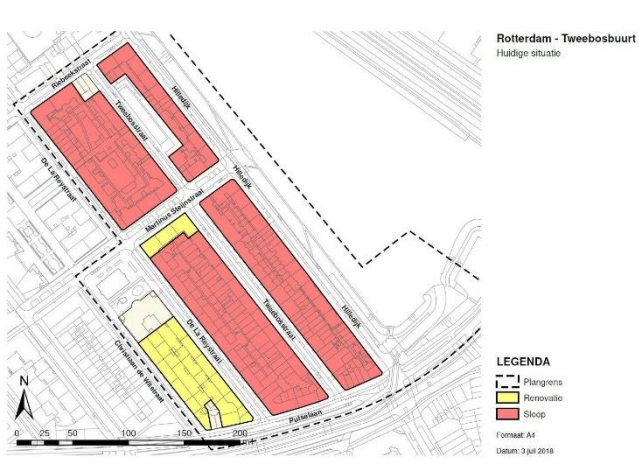 Rotterdam - Tweebosbuurt
Huidige situatie
Riebeekstraat
Tweebosstraat
Hilledijk
De La Reystraat
Hilledijk
Martinus Steijnstraat
Hilledijk
Tweebosstraat
De La Reystraat
Christiaan de Wetstraat
Putselaan
N
0 25 50 100 150 200
LEGENDA
Plangrens
Renovatie
Sloop
Formaat: A4
Datum: 3 juli 2018